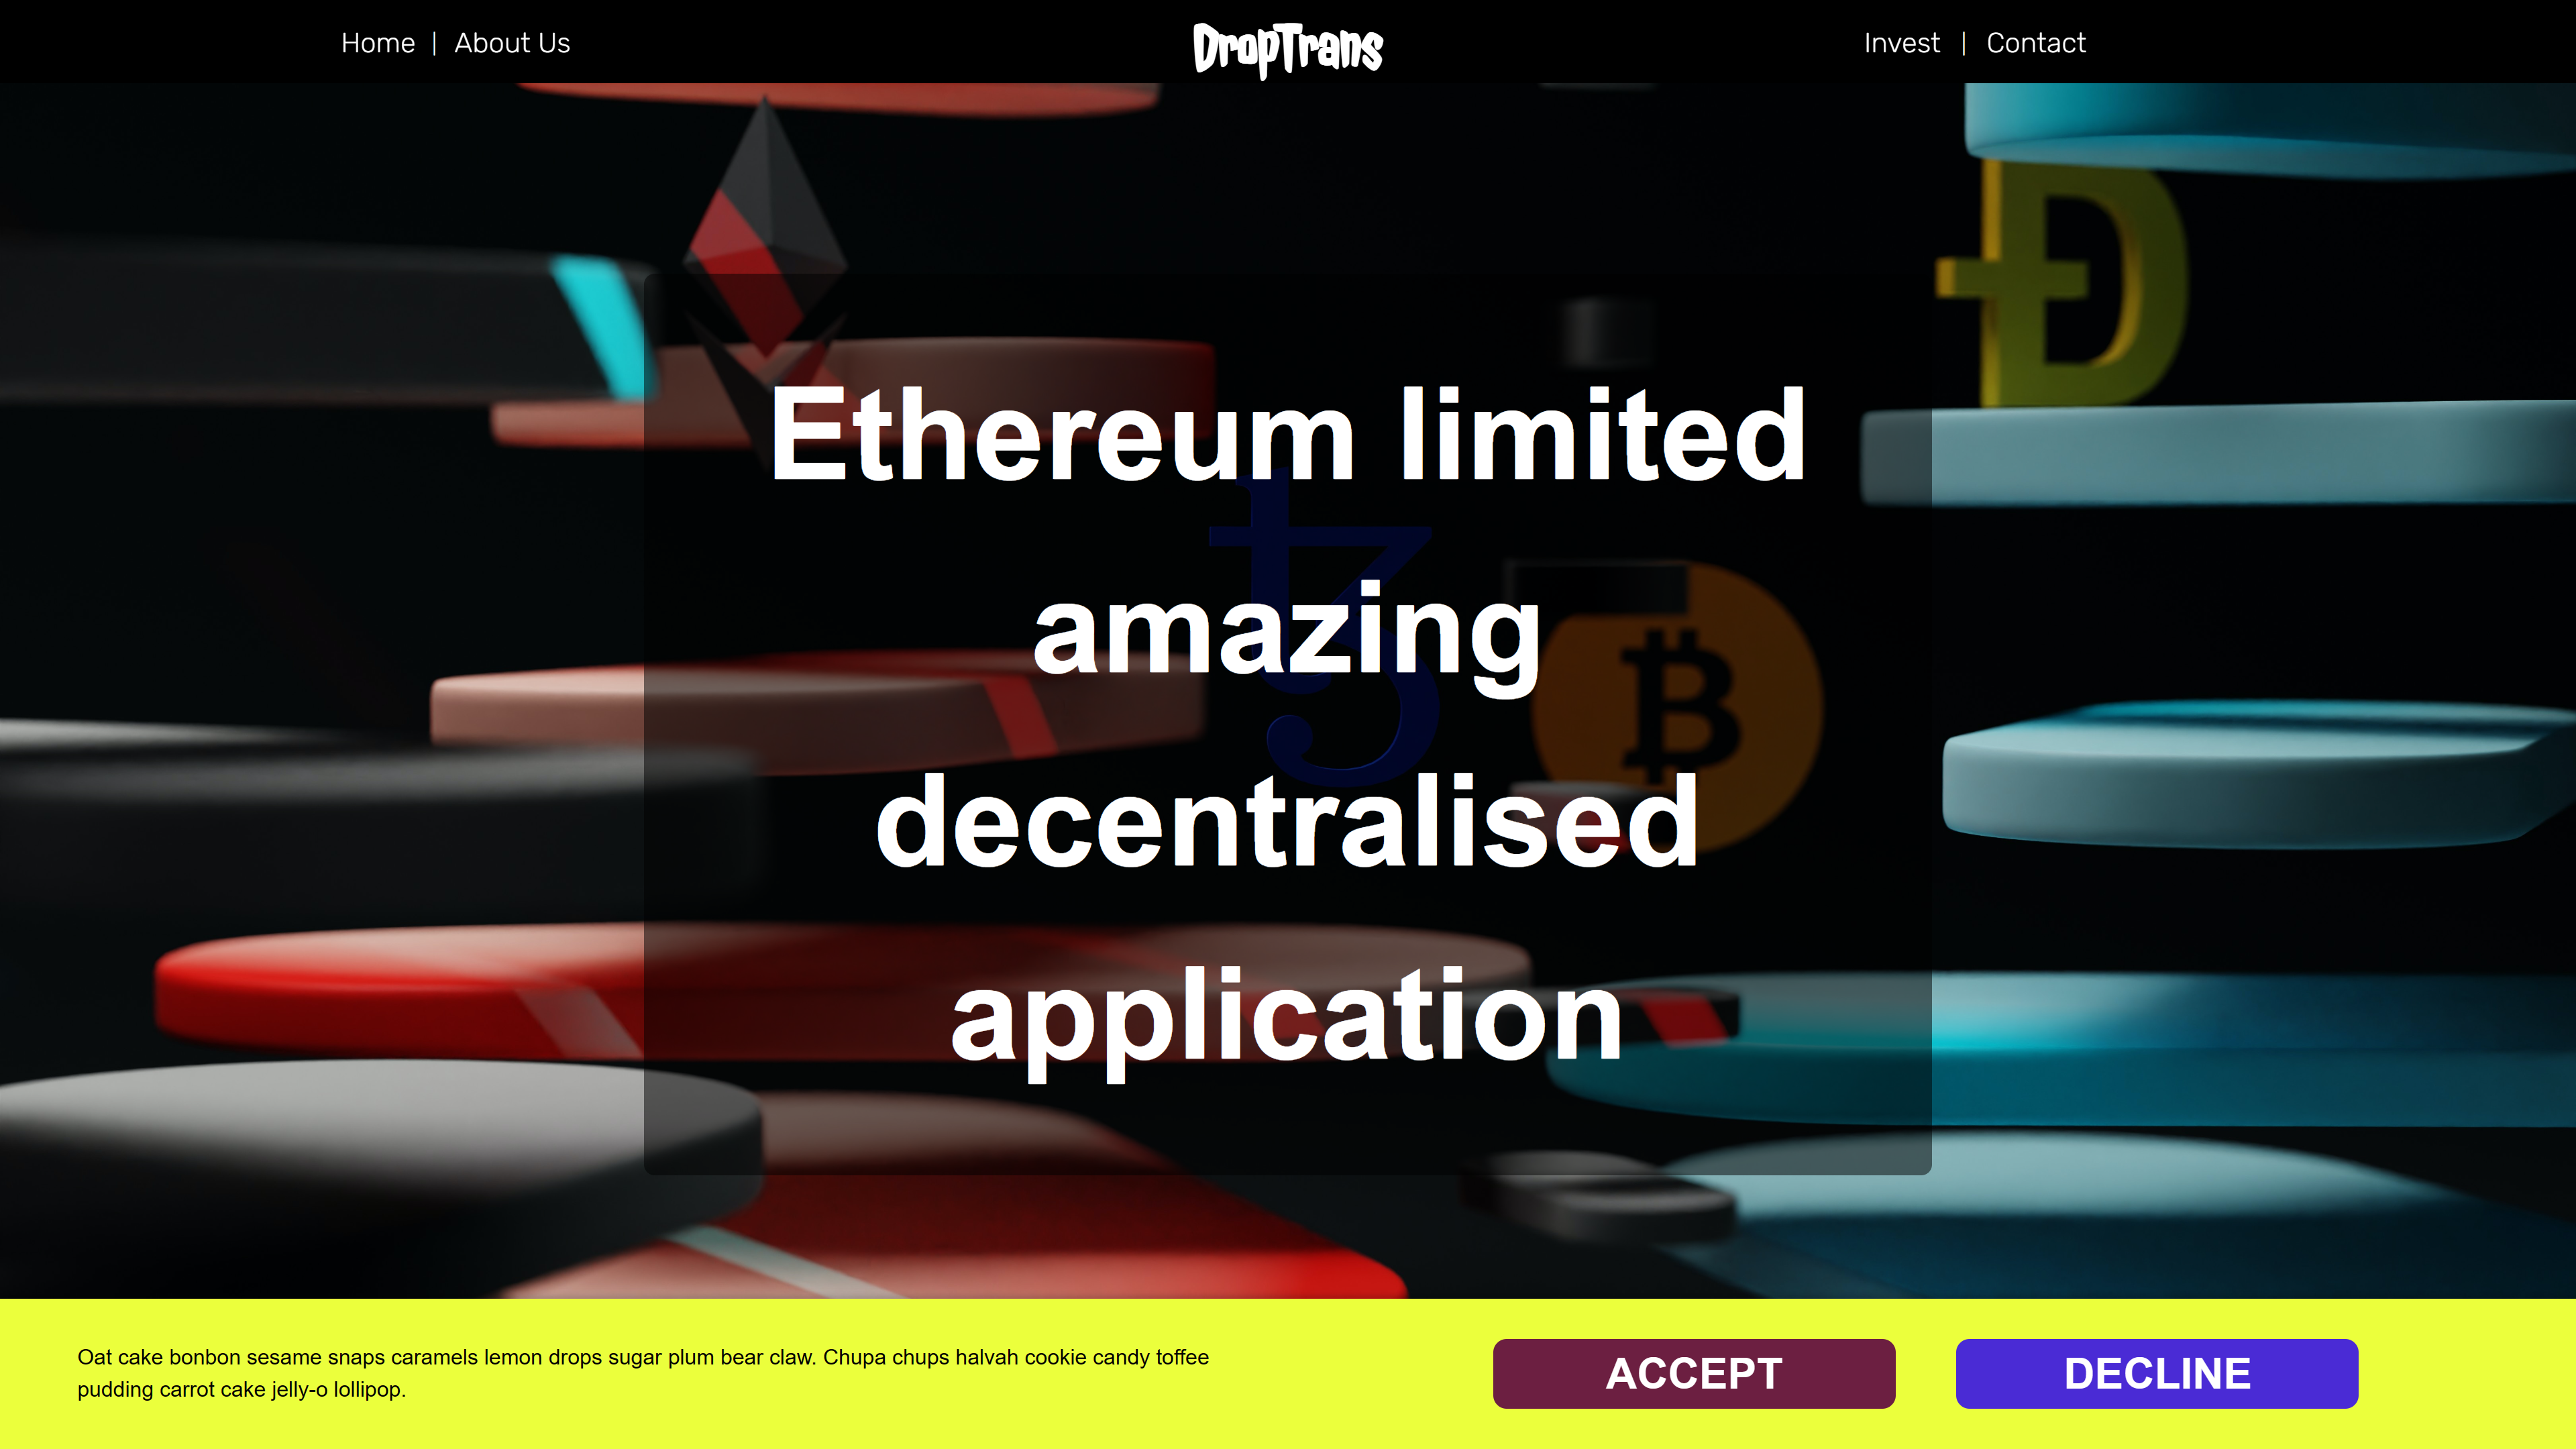 Home | About Us
DropTrans
Invest | Contact
Ethereum limited
amazing
decentralised
application
Oat cake bonbon sesame snaps caramels lemon drops sugar plum bear claw. Chupa chups halvah cookie candy toffee
pudding carrot cake jelly-o lollipop.
ACCEPT
DECLINE